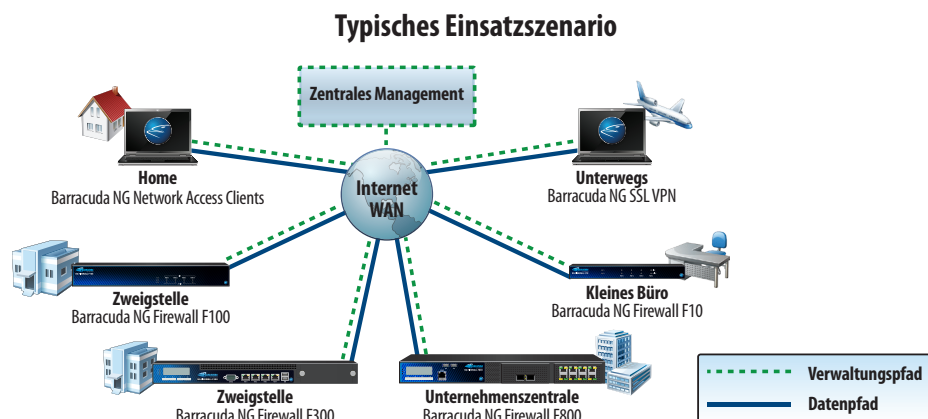 Typisches Einsatzszenario
Zentrales Management
Home
Barracuda NG Network Access Clients
Internet
WAN
Unterwegs
Barracuda NG SSL VPN
Zweigstelle
Barracuda NG Firewall F100
Kleines Büro
Barracuda NG Firewall F10
Zweigstelle
Barracuda NG Firewall F300
Unternehmenszentrale
Barracuda NG Firewall F800
Verwaltungspfad
Datenpfad